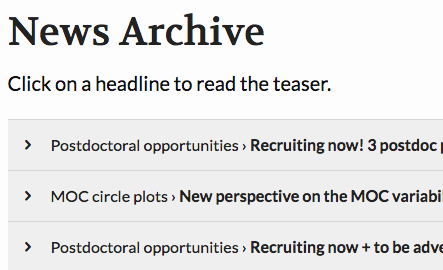 News Archive
Click on a headline to read the teaser.
Postdoctoral opportunities › Recruiting now! 3 postdoc
MOC circle plots › New perspective on the MOC
Postdoctoral opportunities › Recruiting now + to be